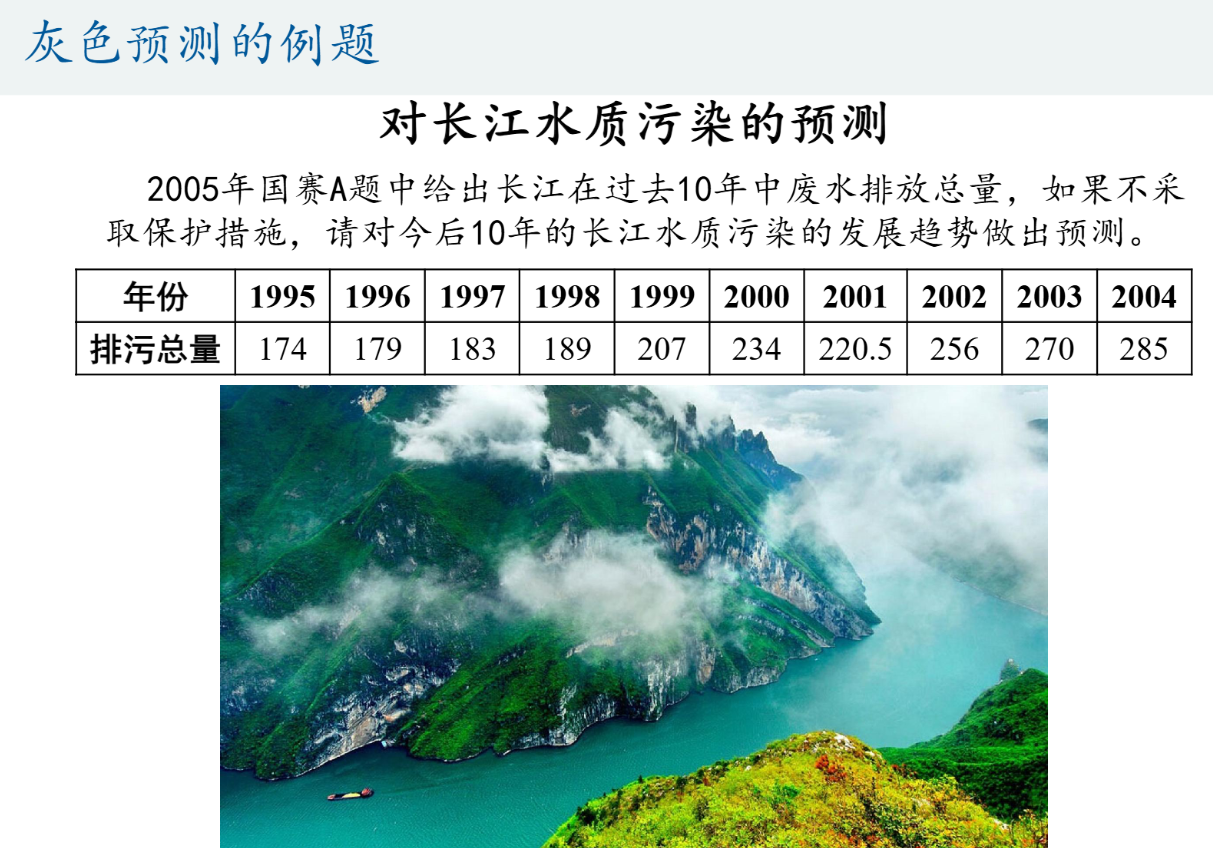 灰色预测的例题
对长江水质污染的预测
2005年国赛A题中给出长江在过去10年中废水排放总量，如果不采
取保护措施，请对今后10年的长江水质污染的发展趋势做出预测。
年份 1995 1996 1997 1998 1999 2000 2001 2002 2003 2004
排污总量 174 179 183 189 207 234 220.5 256 270 285